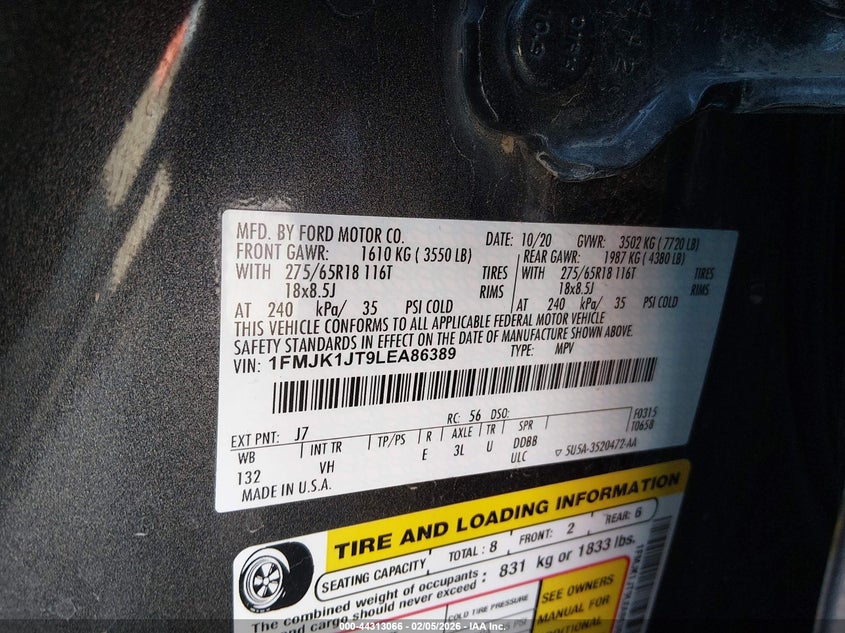 MFD. BY FORD MOTOR CO.
DATE: 10/20 GVWR: 3502 KG ( 7720 LB)
FRONT GAWR: 1610 KG ( 3550 LB)
REAR GAWR: 1987 KG ( 4380 LB)
WITH 275/65R18 116T TIRES
WITH 275/65R18 116T TIRES
18x8.5J RIMS
18x8.5J RIMS
AT 240 kPa/ 35 PSI COLD
AT 240 kPa/ 35 PSI COLD
THIS VEHICLE CONFORMS TO ALL APPLICABLE FEDERAL MOTOR VEHICLE
SAFETY STANDARDS IN EFFECT ON THE DATE OF MANUFACTURE SHOWN ABOVE.
VIN: 1FMJK1JT9LEA86389 TYPE: MPV
F0315
T0658
RC: 56 DSO:
EXT PNT: J7
WB INT TR TP/PS R AXLE TR SPR
132 VH E 3L U DDBB
ULC
5U5A-3520472-AA
MADE IN U.S.A.
TIRE AND LOADING INFORMATION
SEATING CAPACITY TOTAL : 8 FRONT: 2 REAR: 6
The combined weight of occupants
and cargo should never exceed : 831 kg or 1833 lbs.
COLD TIRE PRESSURE
SEE OWNERS
MANUAL FOR
000-44313066 - 02/05/2026 - IAA Inc.